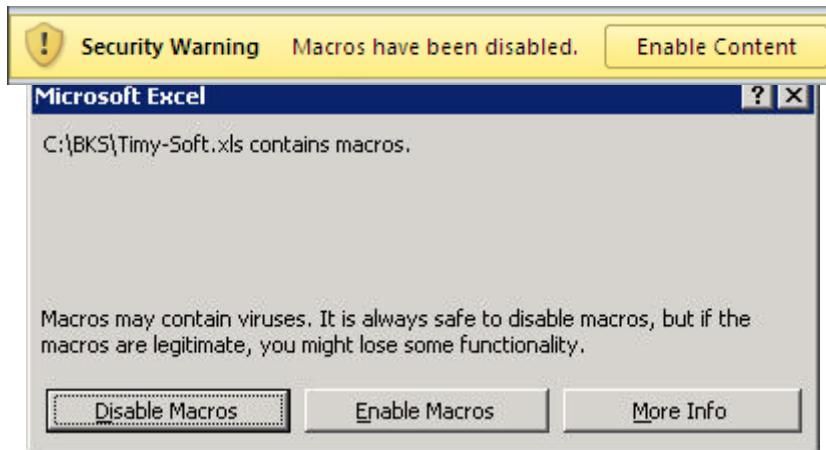 Security Warning Macros have been disabled. Enable Content
Microsoft Excel
C:\BKS\Timy-Soft.xls contains macros.
Macros may contain viruses. It is always safe to disable macros, but if the
macros are legitimate, you might lose some functionality.
Disable Macros Enable Macros More Info